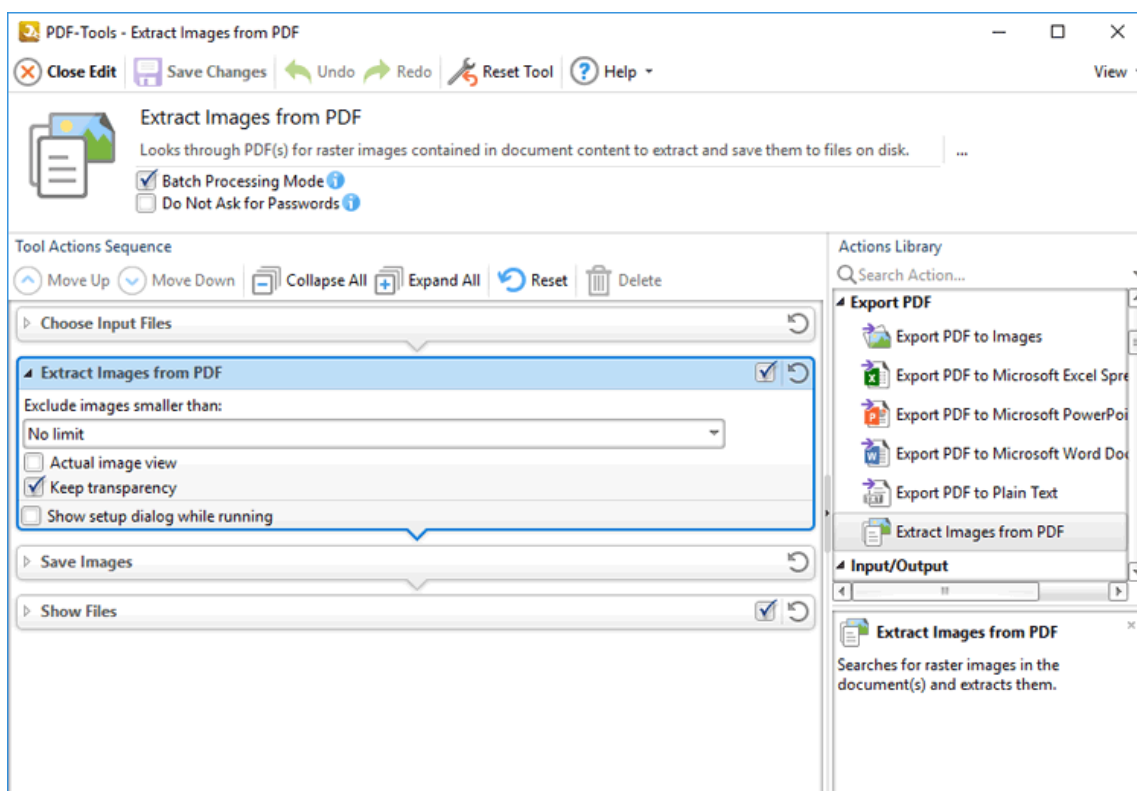 PDF-Tools - Extract Images from PDF
Close Edit Save Changes Undo Redo Reset Tool Help View
Extract Images from PDF
Looks through PDF(s) for raster images contained in document content to extract and save them to files on disk. ...
Batch Processing Mode
Do Not Ask for Passwords
Tool Actions Sequence
Move Up Move Down Collapse All Expand All Reset Delete
Choose Input Files
Extract Images from PDF
Exclude images smaller than:
No limit
Actual image view
Keep transparency
Show setup dialog while running
Save Images
Show Files
Actions Library
Search Action...
Export PDF
Export PDF to Images
Export PDF to Microsoft Excel Spre
Export PDF to Microsoft PowerPoi
Export PDF to Microsoft Word Doc
Export PDF to Plain Text
Extract Images from PDF
Input/Output
Extract Images from PDF
Searches for raster images in the
document(s) and extracts them.